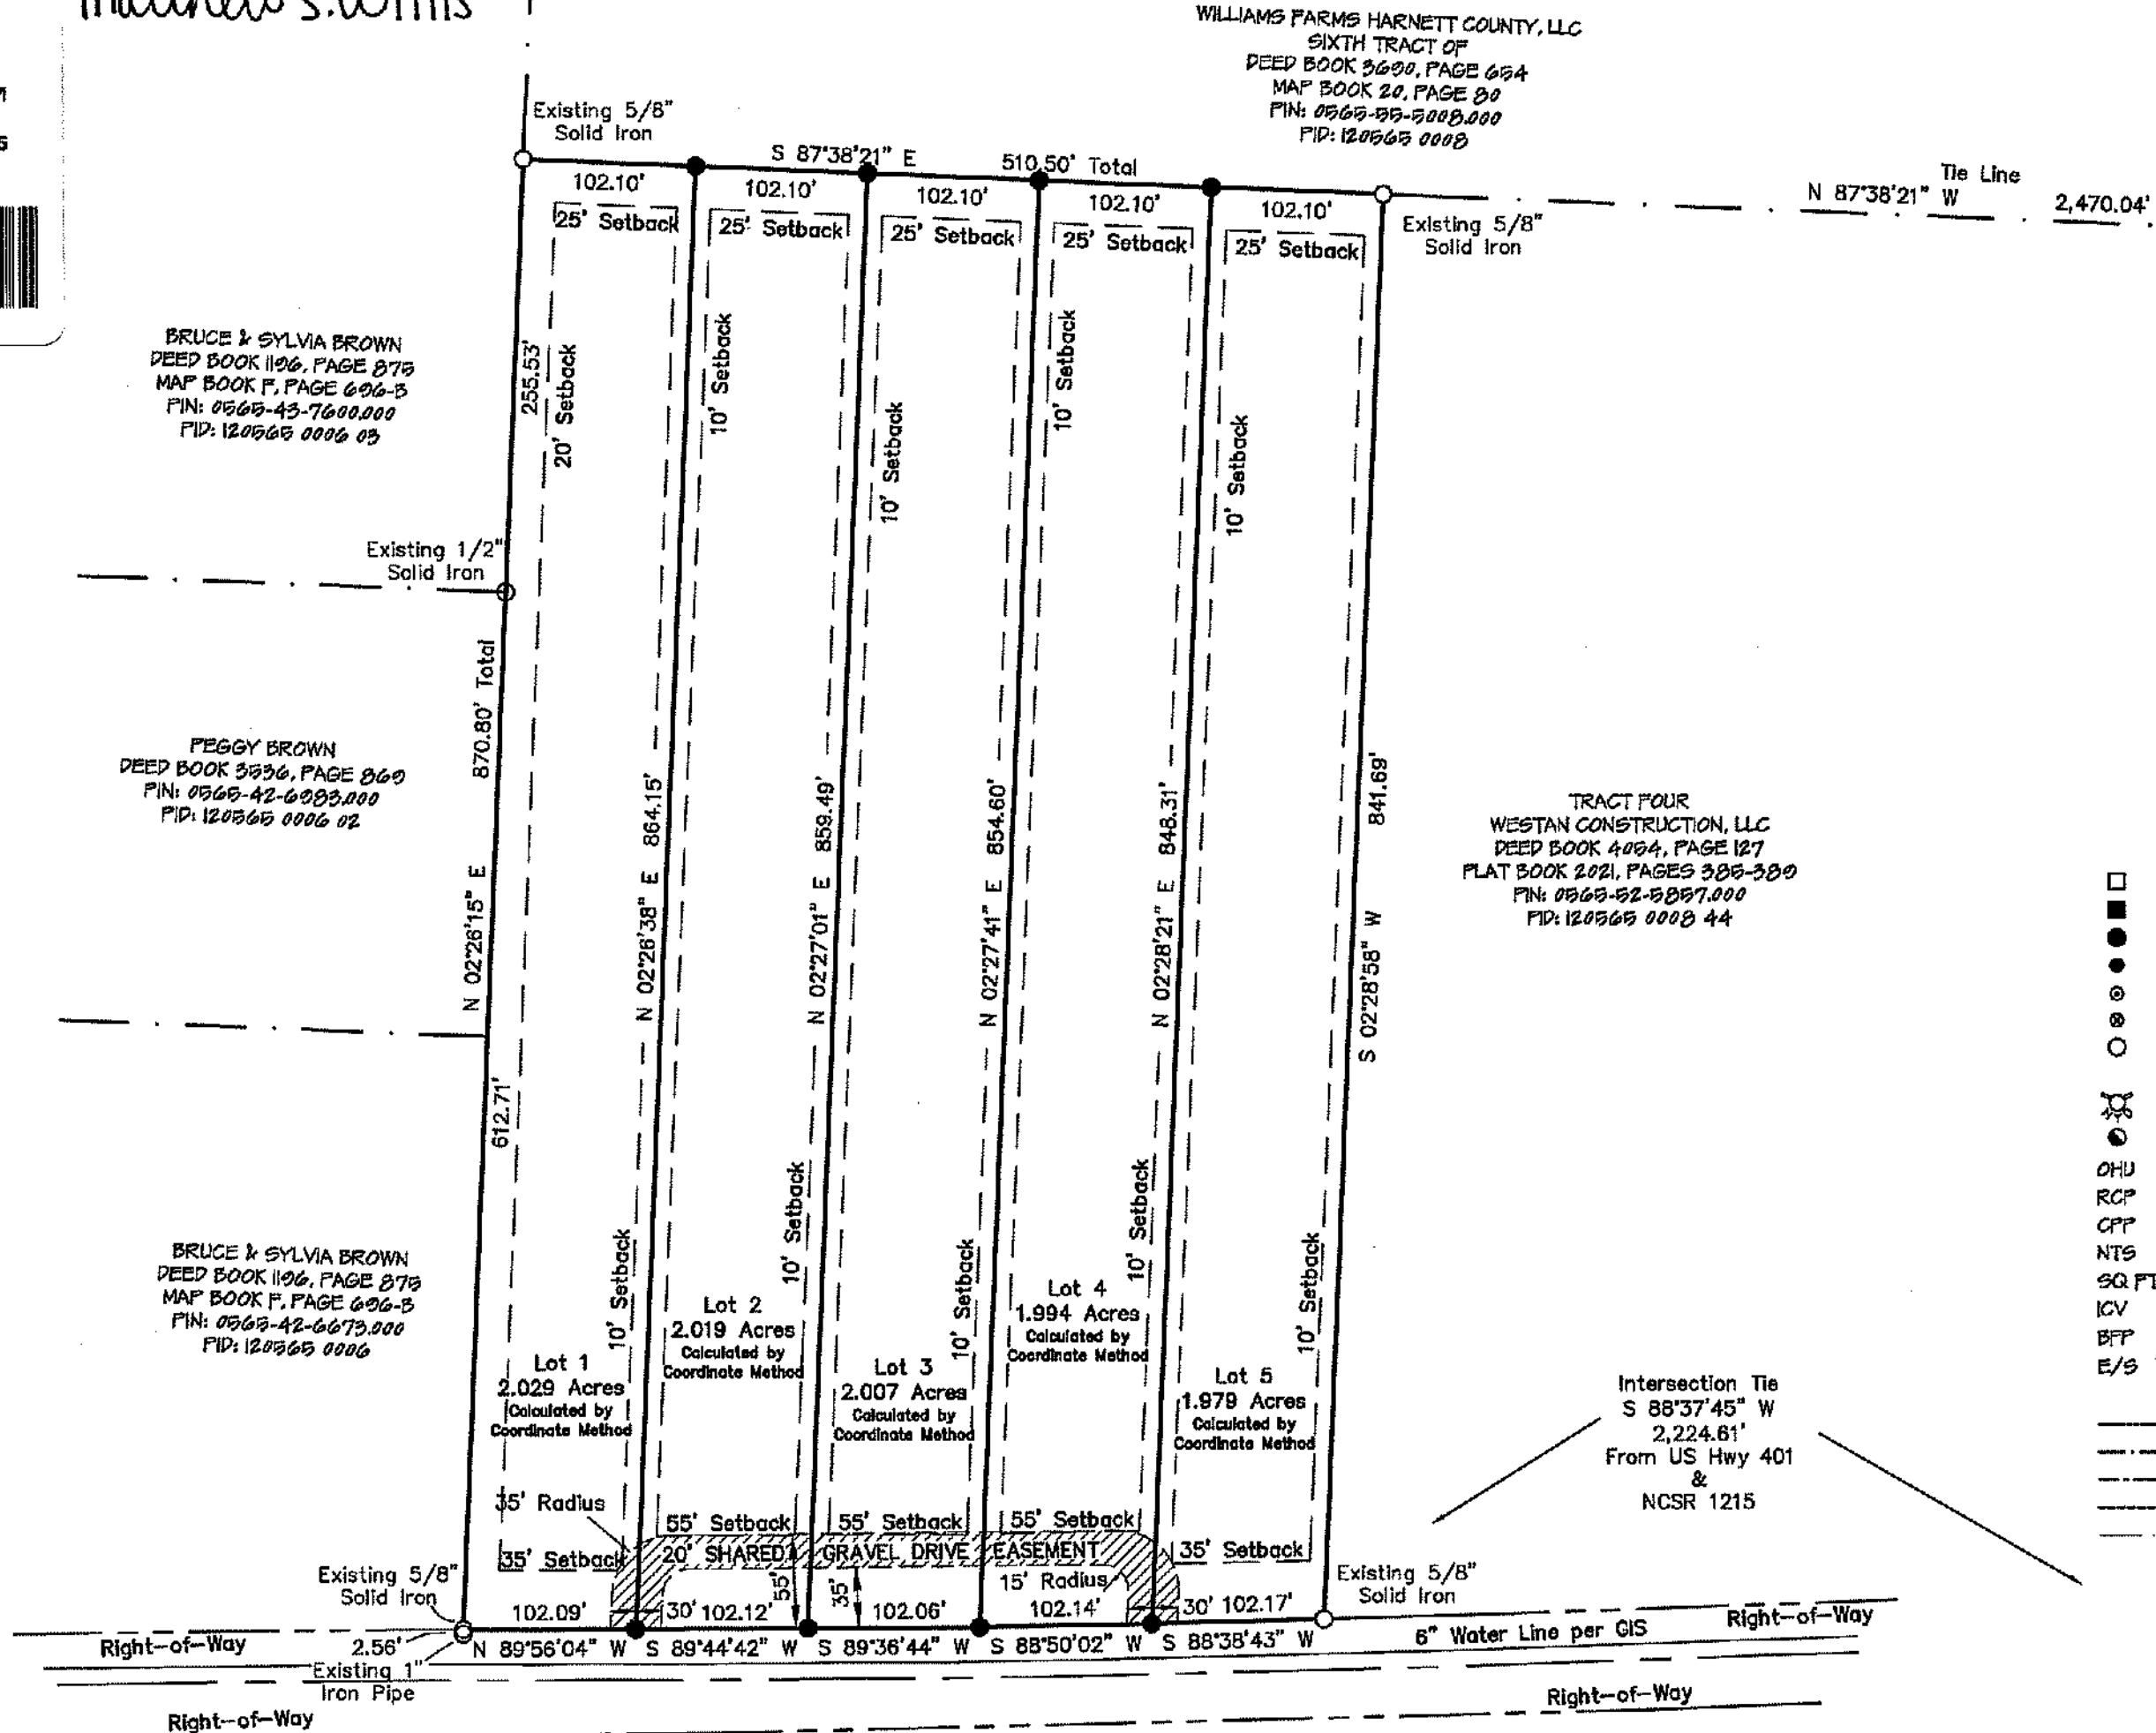 Matthew S. Willis
WILLIAMS FARMS HARNETT COUNTY, LLC
SIXTH TRACT OF
DEED BOOK 3690, PAGE 654
MAP BOOK 20, PAGE 80
PIN: 0565-55-5008.000
PID: 120565 0008
Existing 5/8"
Solid Iron
S 87°38'21" E
510.50' Total
Tie Line
N 87°38'21" W
2,470.04'
102.10'
102.10'
102.10'
102.10'
102.10'
25' Setback
25' Setback
25' Setback
25' Setback
25' Setback
Existing 5/8"
Solid Iron
BRUCE & SYLVIA BROWN
DEED BOOK 1196, PAGE 875
MAP BOOK F, PAGE 696-B
PIN: 0565-43-7600.000
PID: 120565 0006 03
255.53'
20' Setback
10' Setback
10' Setback
10' Setback
10' Setback
Existing 1/2"
Solid Iron
PEGGY BROWN
DEED BOOK 3536, PAGE 869
PIN: 0565-42-6983.000
PID: 120565 0006 02
N 02°26'15" E 870.80' Total
N 02°26'38" E 864.15'
N 02°27'01" E 859.49'
N 02°27'41" E 854.60'
N 02°28'21" E 848.31'
S 02°28'58" W 841.69'
TRACT FOUR
WESTAN CONSTRUCTION, LLC
DEED BOOK 4054, PAGE 127
PLAT BOOK 2021, PAGES 385-389
PIN: 0565-52-5857.000
PID: 120565 0008 44
612.71'
10' Setback
10' Setback
10' Setback
10' Setback
10' Setback
BRUCE & SYLVIA BROWN
DEED BOOK 1196, PAGE 875
MAP BOOK F, PAGE 696-B
PIN: 0565-42-6673.000
PID: 120565 0006
Lot 1
2.029 Acres
Calculated by
Coordinate Method
Lot 2
2.019 Acres
Calculated by
Coordinate Method
Lot 3
2.007 Acres
Calculated by
Coordinate Method
Lot 4
1.994 Acres
Calculated by
Coordinate Method
Lot 5
1.979 Acres
Calculated by
Coordinate Method
OHU
RCP
CPP
NTS
SQ FT
ICV
BFP
E/S
Intersection Tie
S 88°37'45" W
2,224.61'
From US Hwy 401
&
NCSR 1215
35' Radius
55' Setback
55' Setback
55' Setback
35' Setback
20' SHARED GRAVEL DRIVE EASEMENT
35' Setback
55'
35'
15' Radius
Existing 5/8"
Solid Iron
Existing 5/8"
Solid Iron
102.09'
30' 102.12'
102.06'
102.14'
30' 102.17'
Right-of-Way
2.56'
N 89°56'04" W
S 89°44'42" W
S 89°36'44" W
S 88°50'02" W
S 88°38'43" W
6" Water Line per GIS
Right-of-Way
Existing 1"
Iron Pipe
Right-of-Way
Right-of-Way